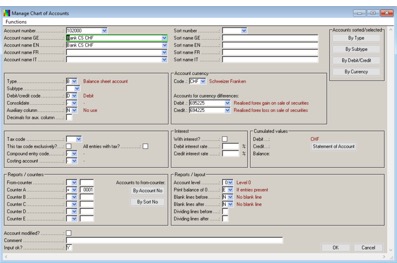 Manage Chart of Accounts
Functions
Account number 102000
Account name GE Bank CS CHF
Account name EN Bank CS CHF
Account name FR
Account name IT
Sort number
Sort name GE
Sort name EN
Sort name FR
Sort name IT
Accounts sorted/selected
By Type
By Subtype
By Debit/Credit
By Currency
Type B Balance sheet account
Subtype
Debit/credit code D Debit
Consolidate
Auxiliary column N No use
Decimals for aux. column
Account currency
Code: CHF Schweizer Franken
Accounts for currency differences:
Debit: 695225 Realized forex gain on sale of securities
Credit: 694225 Realized forex loss on sale of securities
Tax code
This tax code exclusively? All entries with tax?
Compound entry code
Costing account
Interest
With interest?
Debit interest rate %
Credit interest rate %
Cumulated values
Debit: CHF
Credit: Statement of Account
Balance:
Reports / counters
From-counter Accounts to from-counter:
Counter A + 0001 By Account No
Counter B
Counter C By Sort No
Counter D
Counter E
Reports / layout
Account level 0 Level 0
Print balance of 0 E If entries present
Blank lines before N No blank line
Blank lines after N No blank line
Dividing lines before
Dividing lines after
Account modified?
Comment
Input ok? Y
OK Cancel